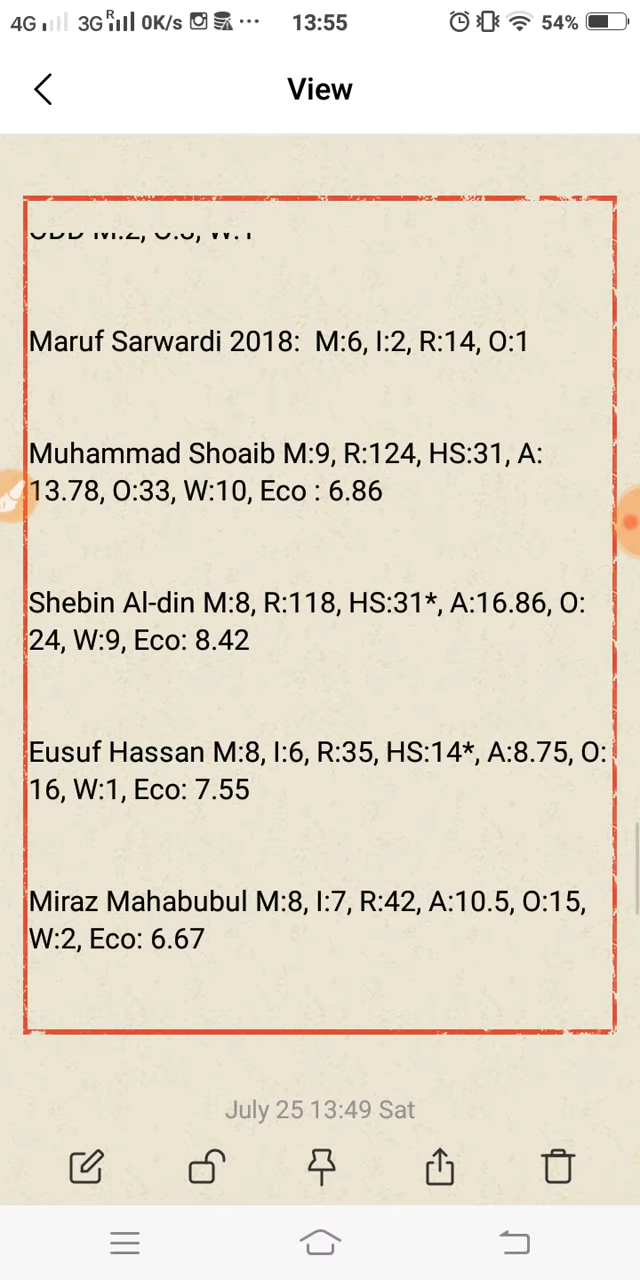 4G 3G R 0K/s ... 13:55 54%
View
Maruf Sarwardi 2018:  M:6, I:2, R:14, O:1
Muhammad Shoaib M:9, R:124, HS:31, A:
13.78, O:33, W:10, Eco : 6.86
Shebin Al-din M:8, R:118, HS:31*, A:16.86, O:
24, W:9, Eco: 8.42
Eusuf Hassan M:8, I:6, R:35, HS:14*, A:8.75, O:
16, W:1, Eco: 7.55
Miraz Mahabubul M:8, I:7, R:42, A:10.5, O:15,
W:2, Eco: 6.67
July 25 13:49 Sat